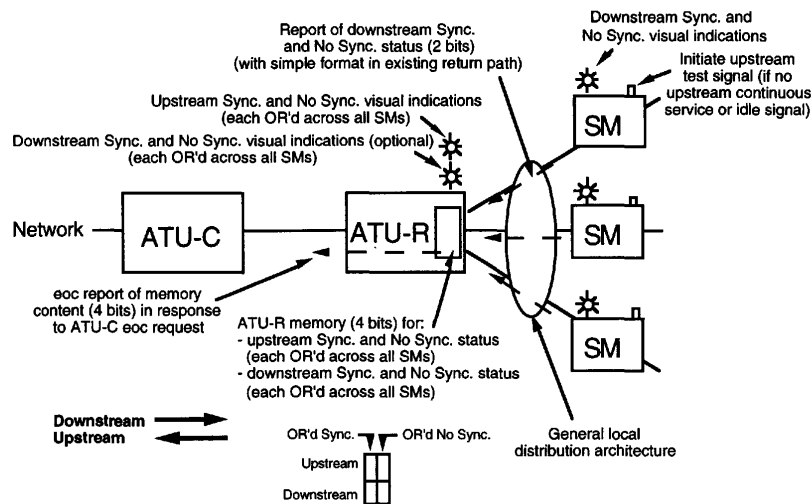 Report of downstream Sync.
and No Sync. status (2 bits)
(with simple format in existing return path)
Downstream Sync. and
No Sync. visual indications
Initiate upstream
test signal (if no
upstream continuous
service or idle signal)
Upstream Sync. and No Sync. visual indications
(each OR'd across all SMs)
Downstream Sync. and No Sync. visual indications (optional)
(each OR'd across all SMs)
SM
Network
ATU-C
ATU-R
SM
eoc report of memory
content (4 bits) in response
to ATU-C eoc request
ATU-R memory (4 bits) for:
- upstream Sync. and No Sync. status
(each OR'd across all SMs)
- downstream Sync. and No Sync. status
(each OR'd across all SMs)
SM
Downstream
Upstream
OR'd Sync.
OR'd No Sync.
General local
distribution architecture
Upstream
Downstream